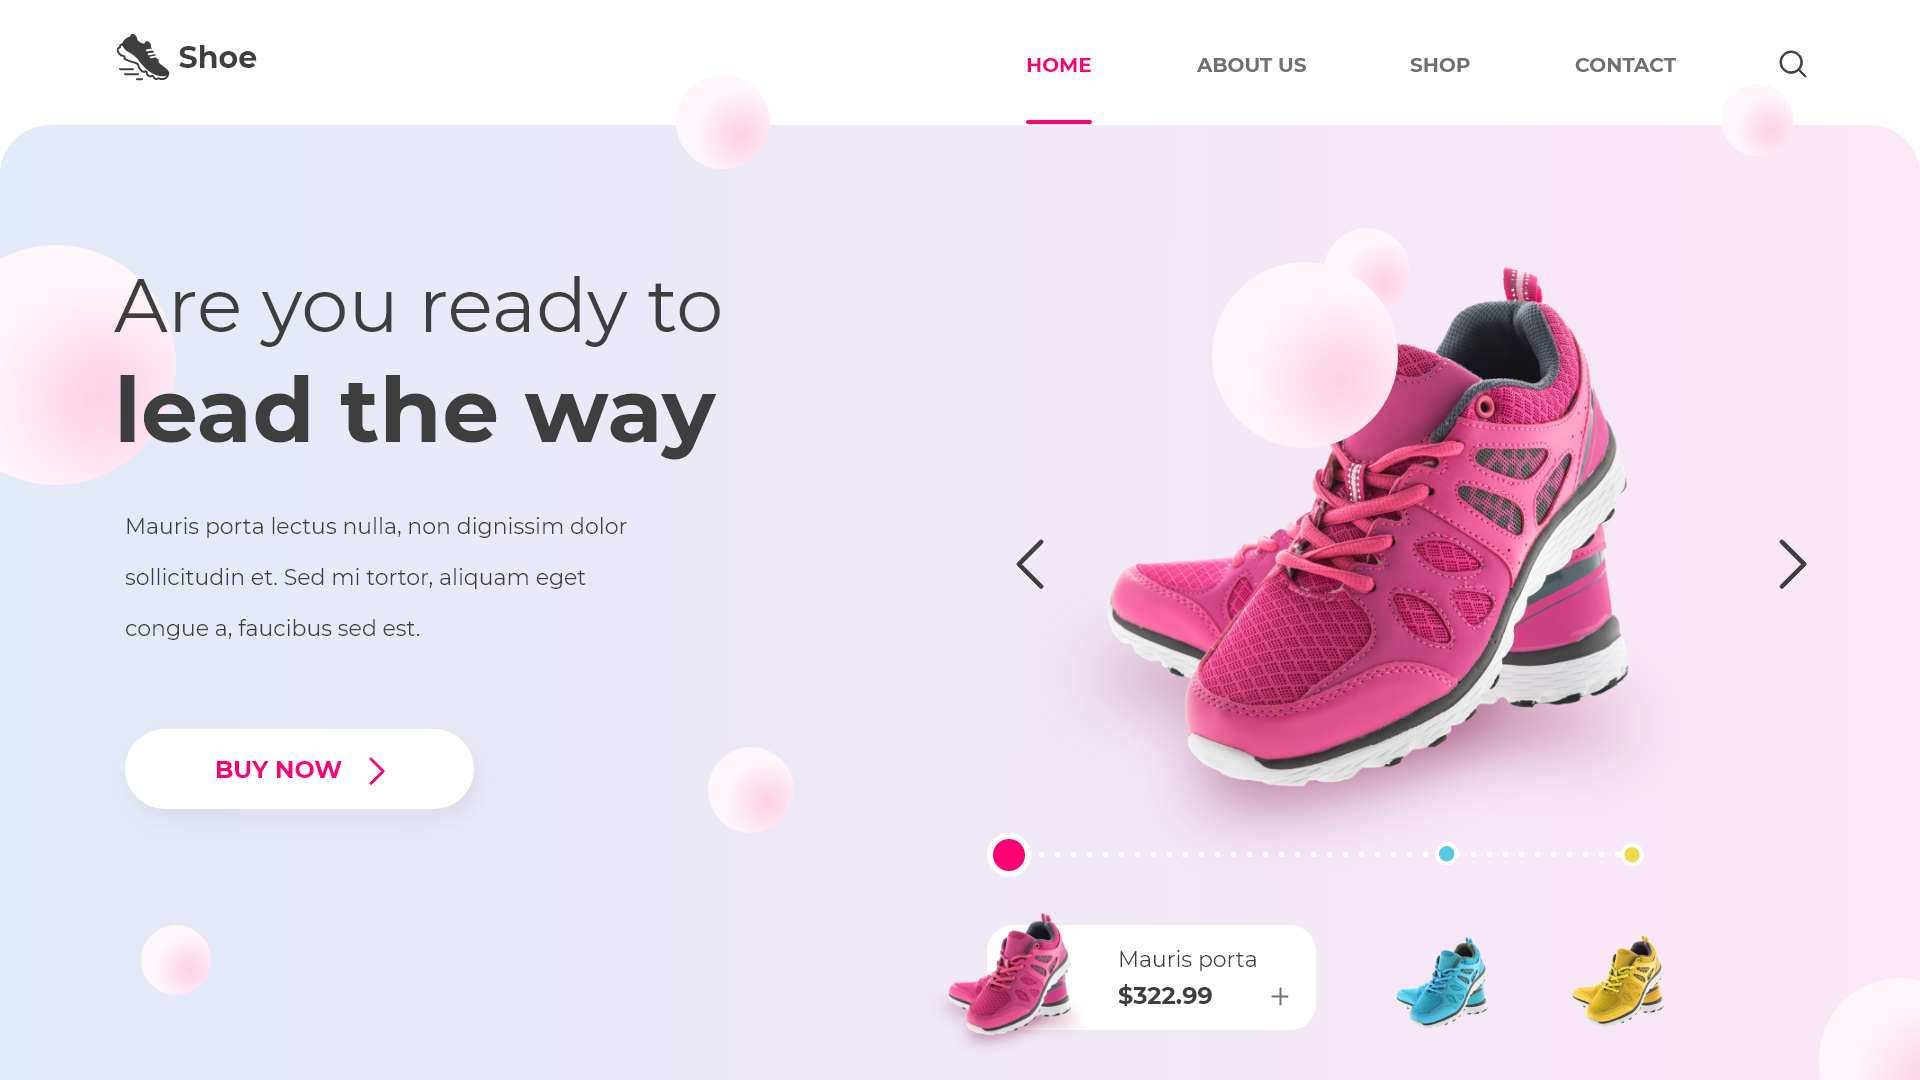 Shoe
HOME
ABOUT US
SHOP
CONTACT
Are you ready to
lead the way
Mauris porta lectus nulla, non dignissim dolor
sollicitudin et. Sed mi tortor, aliquam eget
congue a, faucibus sed est.
BUY NOW
Mauris porta
$322.99